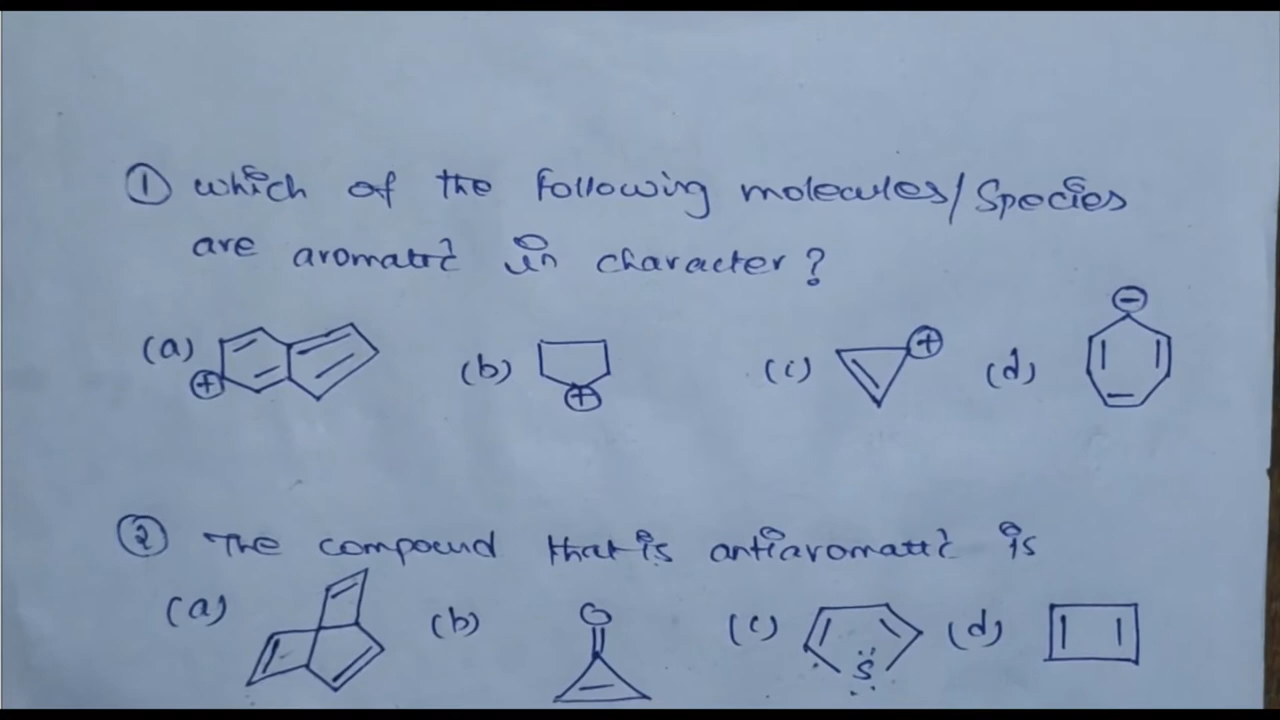 ① which of the following molecules/Species
are aromatic in character?
(a) ⊕ (b) ⊕ (c) ⊕ (d) ⊖
② The compound that is antiaromatic is
(a) (b) O (c) S (d)